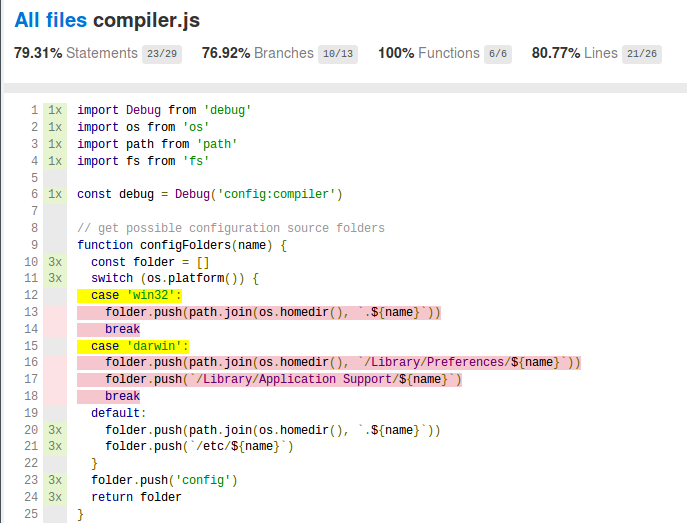 All files compiler.js
79.31% Statements 23/29 76.92% Branches 10/13 100% Functions 6/6 80.77% Lines 21/26
1 1x import Debug from 'debug'
2 1x import os from 'os'
3 1x import path from 'path'
4 1x import fs from 'fs'
5
6 1x const debug = Debug('config:compiler')
7
8 // get possible configuration source folders
9 function configFolders(name) {
10 3x const folder = []
11 3x switch (os.platform()) {
12 case 'win32':
13 folder.push(path.join(os.homedir(), `.${name}`))
14 break
15 case 'darwin':
16 folder.push(path.join(os.homedir(), `/Library/Preferences/${name}`))
17 folder.push(`/Library/Application Support/${name}`)
18 break
19 default:
20 3x folder.push(path.join(os.homedir(), `.${name}`))
21 3x folder.push(`/etc/${name}`)
22 }
23 3x folder.push('config')
24 3x return folder
25 }